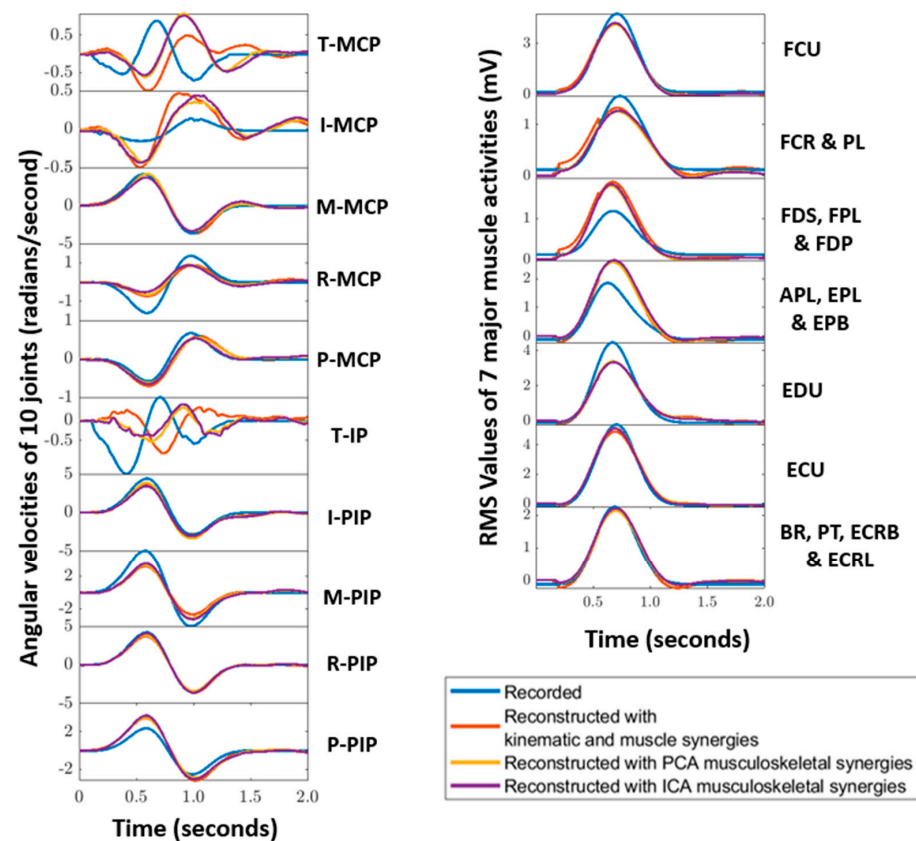 Angular velocities of 10 joints (radians/second)
0.5
0
-0.5
T-MCP
0.5
0
-0.5
I-MCP
0
-5
M-MCP
1
0
-1
R-MCP
1
0
-1
P-MCP
0
-0.5
T-IP
5
0
-5
I-PIP
2
0
-2
M-PIP
5
0
-5
R-PIP
2
0
-2
P-PIP
0 0.5 1.0 1.5 2.0
Time (seconds)
RMS Values of 7 major muscle activities (mV)
3
0
FCU
1
0
FCR & PL
1
0
FDS, FPL
& FDP
2
1
0
APL, EPL
& EPB
4
2
0
EDU
4
2
0
ECU
2
1
0
BR, PT, ECRB
& ECRL
0.5 1.0 1.5 2.0
Time (seconds)
Recorded
Reconstructed with
kinematic and muscle synergies
Reconstructed with PCA musculoskeletal synergies
Reconstructed with ICA musculoskeletal synergies